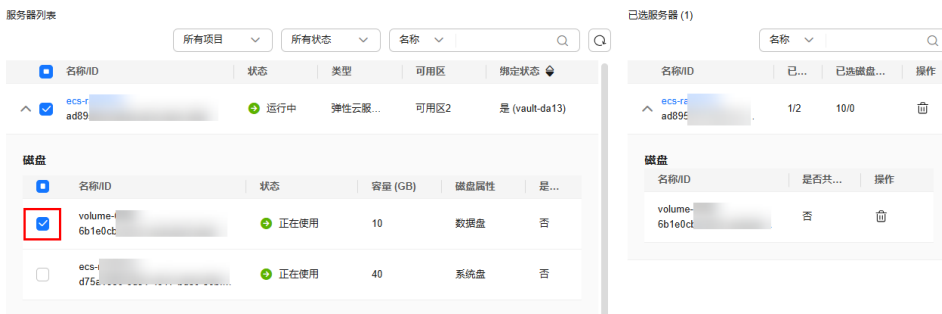 服务器列表
已选服务器 (1)
所有项目 所有状态 名称
名称
名称/ID 状态 类型 可用区 绑定状态
名称/ID 已... 已选磁盘... 操作
ecs-r
ad89
运行中 弹性云服... 可用区2 是 (vault-da13)
ecs-ra
ad895
1/2 10/0
磁盘
名称/ID 状态 容量 (GB) 磁盘属性 是...
volume-
6b1e0cb
正在使用 10 数据盘 否
ecs-
d75a
正在使用 40 系统盘 否
磁盘
名称/ID 是否共... 操作
volume-
6b1e0cb
否